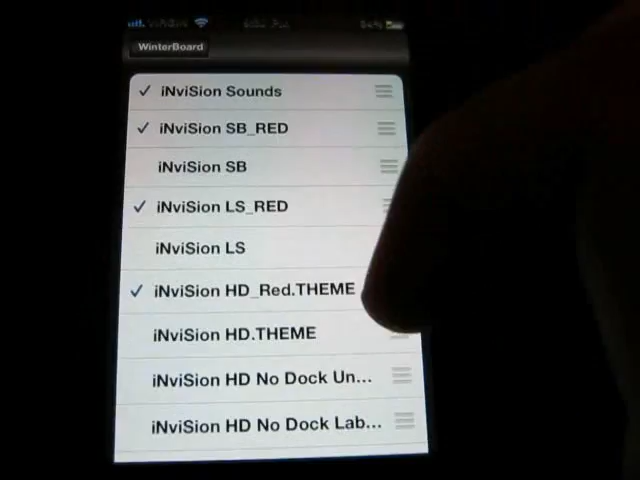 WinterBoard
iNviSion Sounds
iNviSion SB_RED
iNviSion SB
iNviSion LS_RED
iNviSion LS
iNviSion HD_Red.THEME
iNviSion HD.THEME
iNviSion HD No Dock Un...
iNviSion HD No Dock Lab...